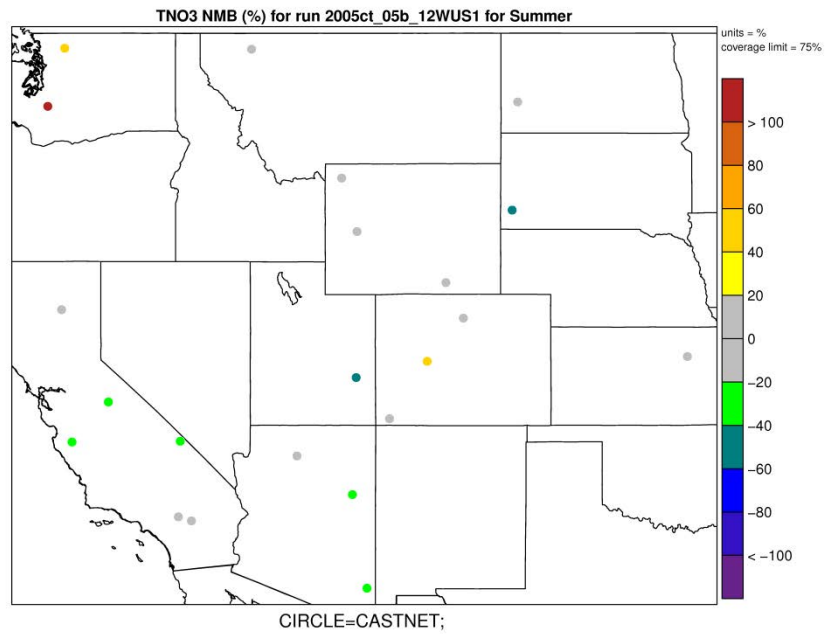 TNO3 NMB (%) for run 2005ct_05b_12WUS1 for Summer
units = %
coverage limit = 75%
> 100
80
60
40
20
0
−20
−40
−60
−80
< −100
CIRCLE=CASTNET;